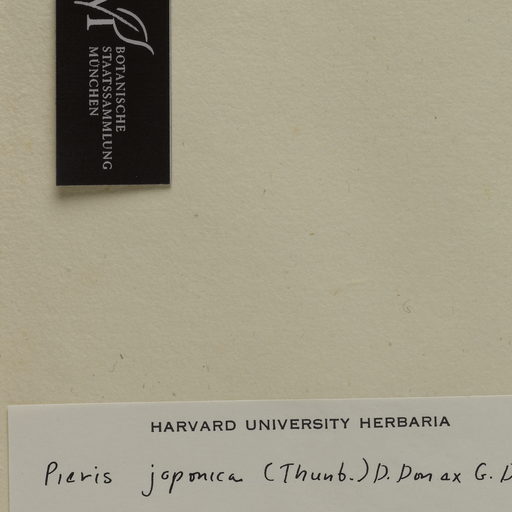 BOTANISCHE
STAATSSAMMLUNG
MÜNCHEN
HARVARD UNIVERSITY HERBARIA
Pieris japonica (Thunb.) D. Don ex G. D